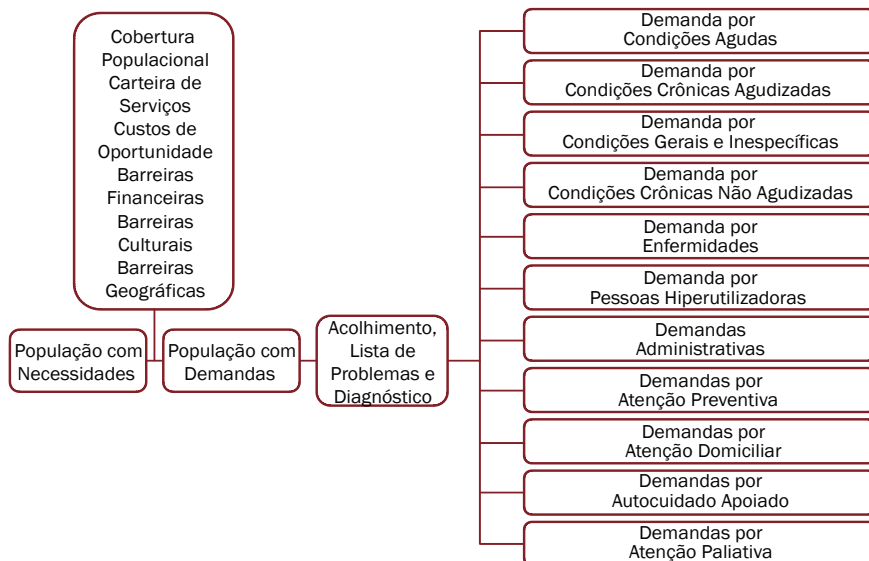 Cobertura
Populacional
Carteira de
Serviços
Custos de
Oportunidade
Barreiras
Financeiras
Barreiras
Culturais
Barreiras
Geográficas
População com
Necessidades
População com
Demandas
Acolhimento,
Lista de
Problemas e
Diagnóstico
Demanda por
Condições Agudas
Demanda por
Condições Crônicas Agudizadas
Demanda por
Condições Gerais e Inespecíficas
Demanda por
Condições Crônicas Não Agudizadas
Demanda por
Enfermidades
Demanda por
Pessoas Hiperutilizadoras
Demandas
Administrativas
Demandas por
Atenção Preventiva
Demandas por
Atenção Domiciliar
Demandas por
Autocuidado Apoiado
Demandas por
Atenção Paliativa